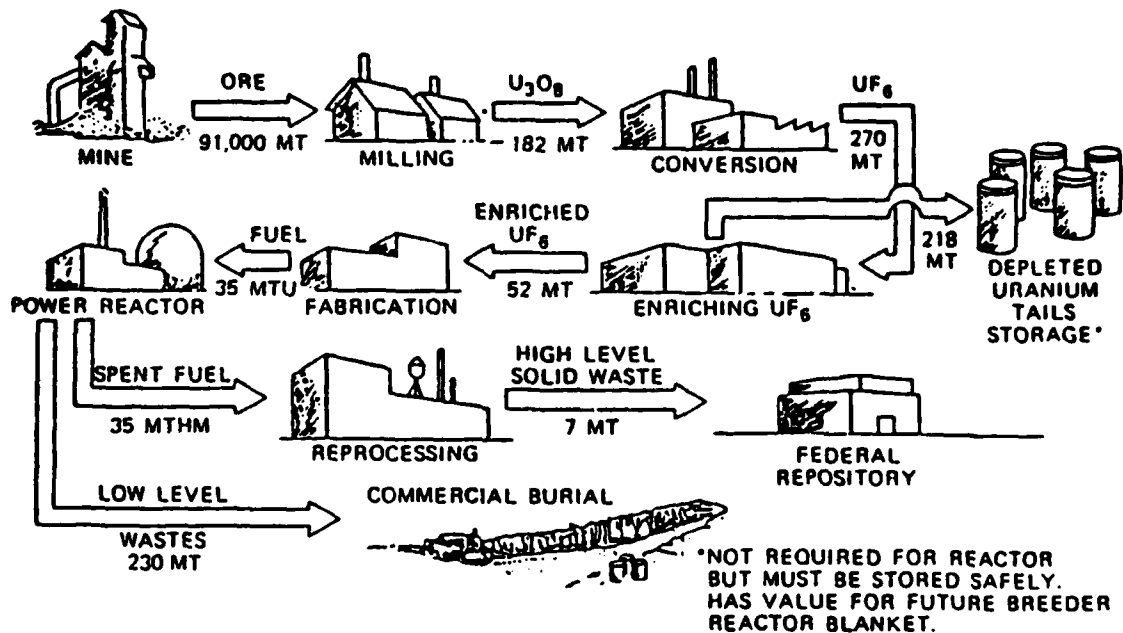 ORE
91,000 MT
MINE
MILLING
U3O8
182 MT
CONVERSION
UF6
270
MT
218
MT
DEPLETED
URANIUM
TAILS
STORAGE*
ENRICHED
UF6
52 MT
ENRICHING UF6
FUEL
35 MTU
FABRICATION
POWER REACTOR
SPENT FUEL
35 MTHM
REPROCESSING
HIGH LEVEL
SOLID WASTE
7 MT
FEDERAL
REPOSITORY
LOW LEVEL
WASTES
230 MT
COMMERCIAL BURIAL
*NOT REQUIRED FOR REACTOR
BUT MUST BE STORED SAFELY.
HAS VALUE FOR FUTURE BREEDER
REACTOR BLANKET.